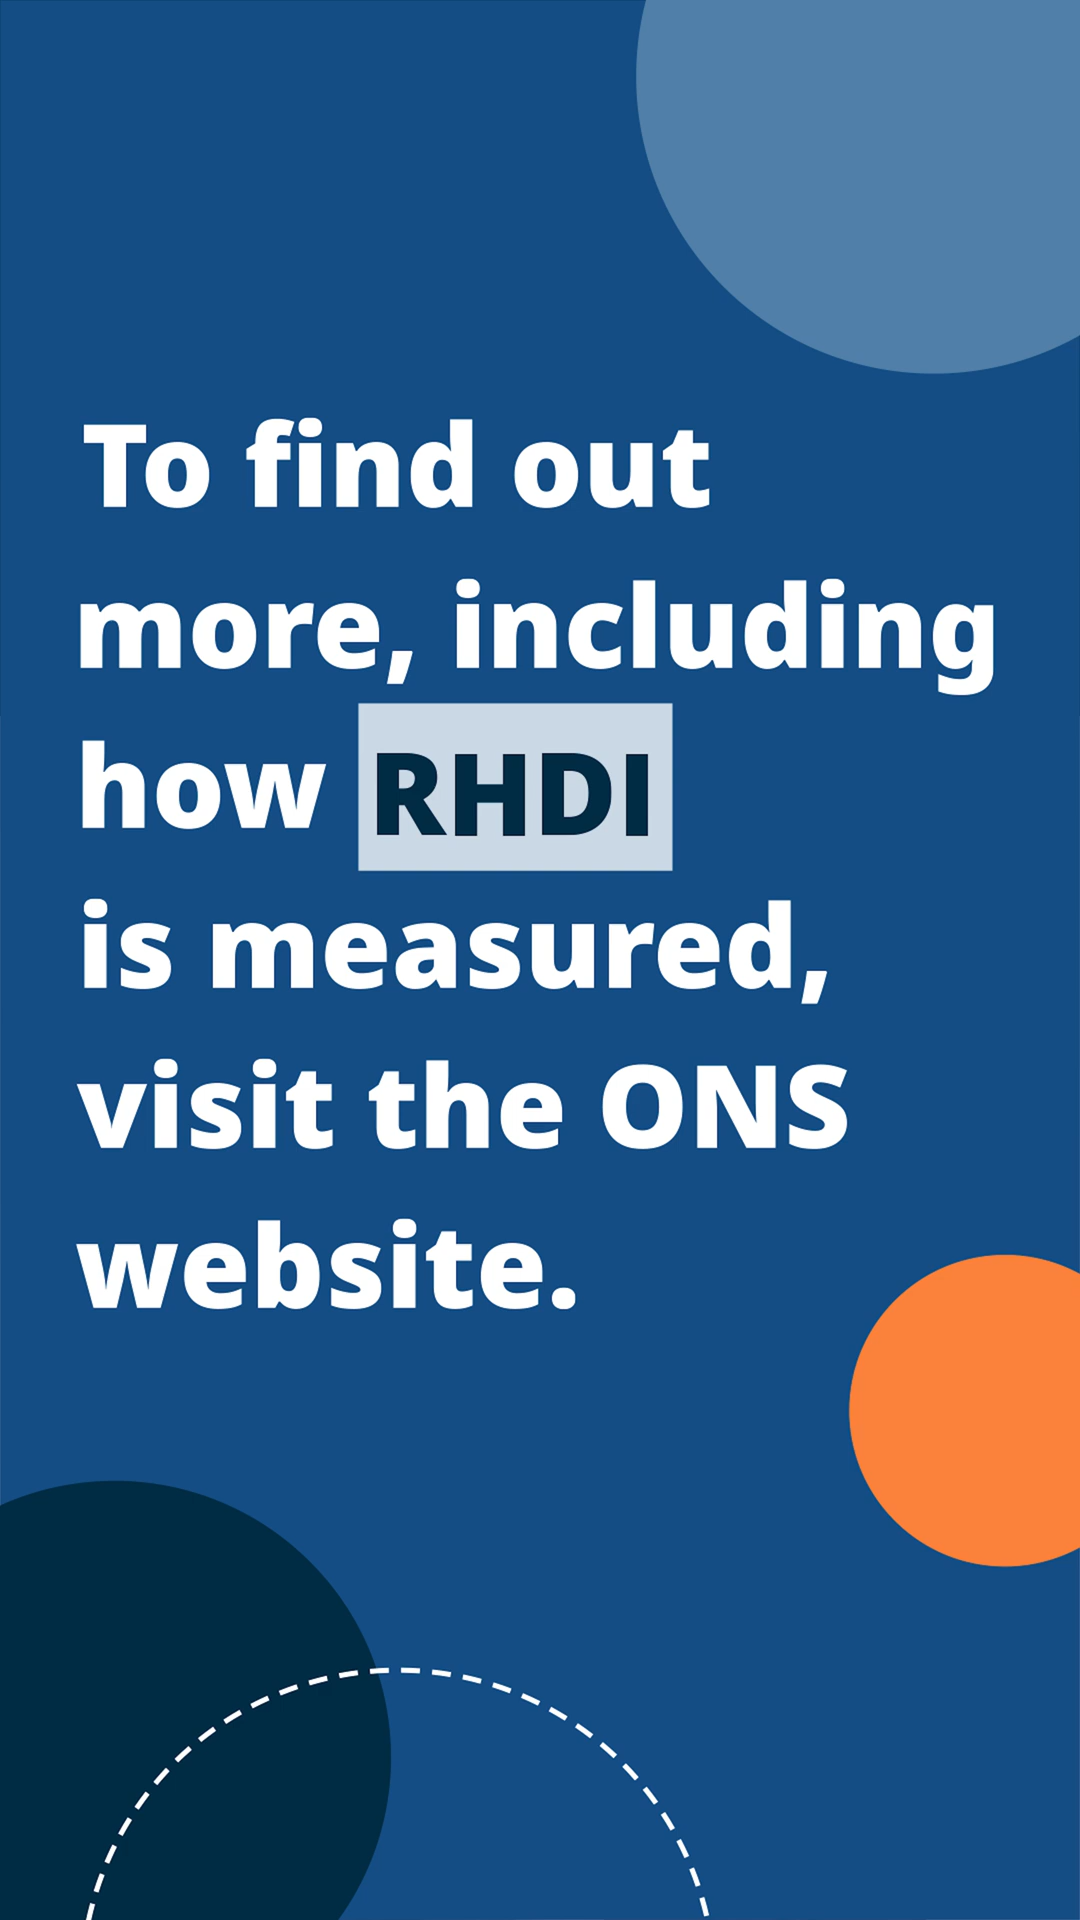 To find out
more, including
how RHDI
is measured,
visit the ONS
website.